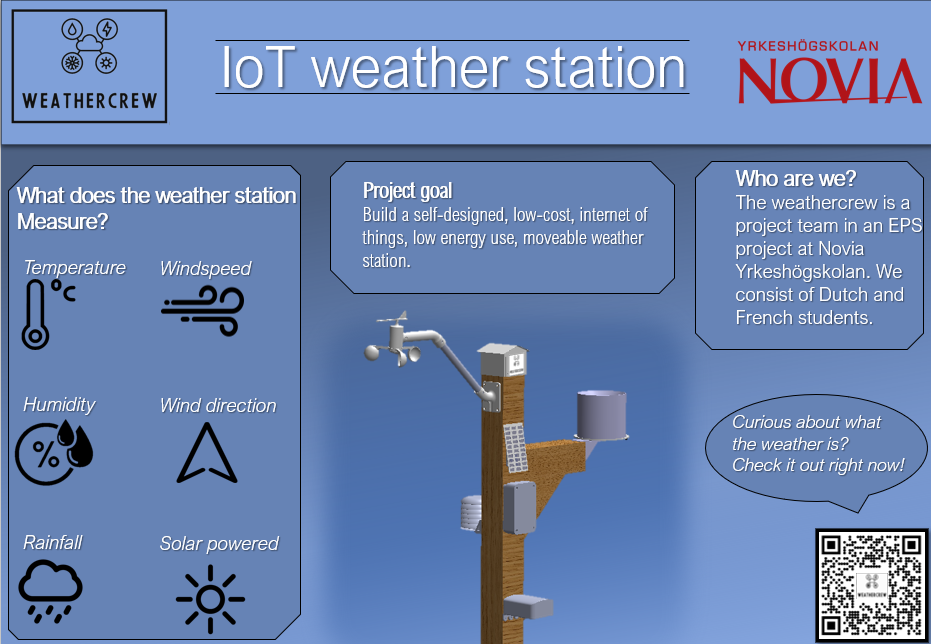 WEATHERCREW
IoT weather station
YRKESHÖGSKOLAN
NOVIA
What does the weather station
Measure?
Temperature
°C
Windspeed
Humidity
%
Wind direction
Rainfall
Solar powered
Project goal
Build a self-designed, low-cost, internet of
things, low energy use, moveable weather
station.
Who are we?
The weathercrew is a
project team in an EPS
project at Novia
Yrkeshögskolan. We
consist of Dutch and
French students.
Curious about what
the weather is?
Check it out right now!
WEATHERCREW